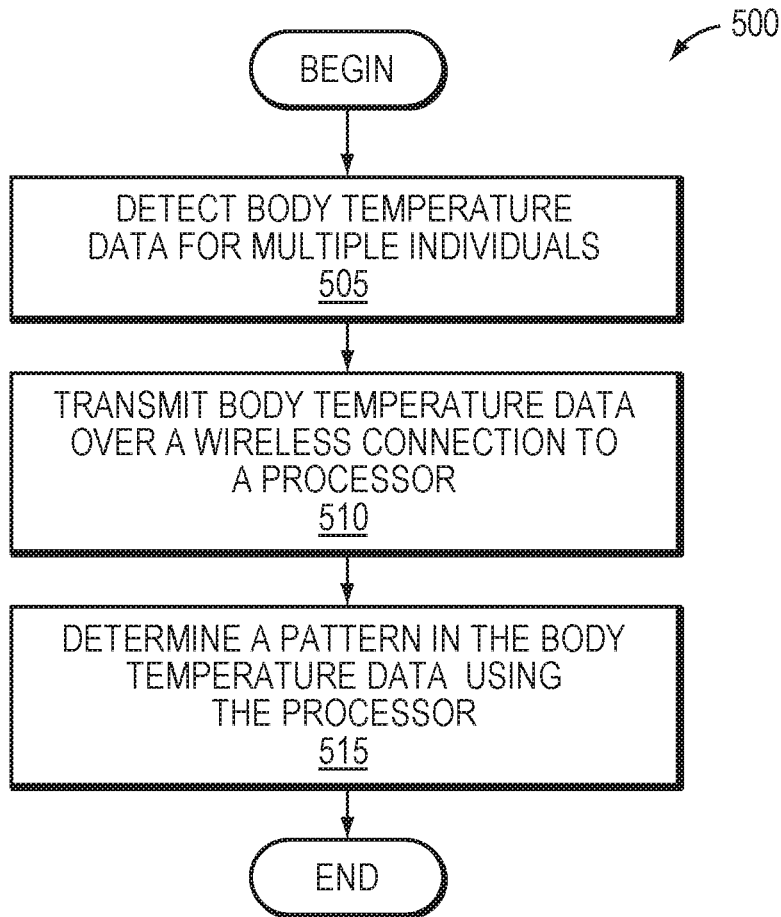 500
BEGIN
DETECT BODY TEMPERATURE
DATA FOR MULTIPLE INDIVIDUALS
505
TRANSMIT BODY TEMPERATURE DATA
OVER A WIRELESS CONNECTION TO
A PROCESSOR
510
DETERMINE A PATTERN IN THE BODY
TEMPERATURE DATA USING
THE PROCESSOR
515
END